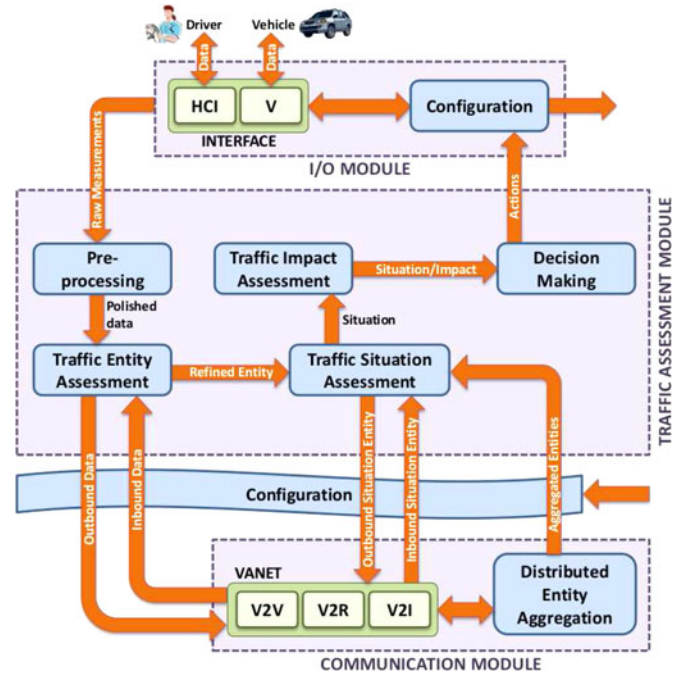 Driver
Vehicle
Data
Data
HCI
V
INTERFACE
Configuration
I/O MODULE
Raw Measurements
Actions
Pre-
processing
Traffic Impact
Assessment
Situation/Impact
Decision
Making
Polished
data
Situation
Traffic Entity
Assessment
Refined Entity
Traffic Situation
Assessment
TRAFFIC ASSESSMENT MODULE
Outbound Data
Inbound Data
Configuration
Outbound Situation Entity
Inbound Situation Entity
Aggregated Entities
VANET
V2V
V2R
V2I
Distributed
Entity
Aggregation
COMMUNICATION MODULE